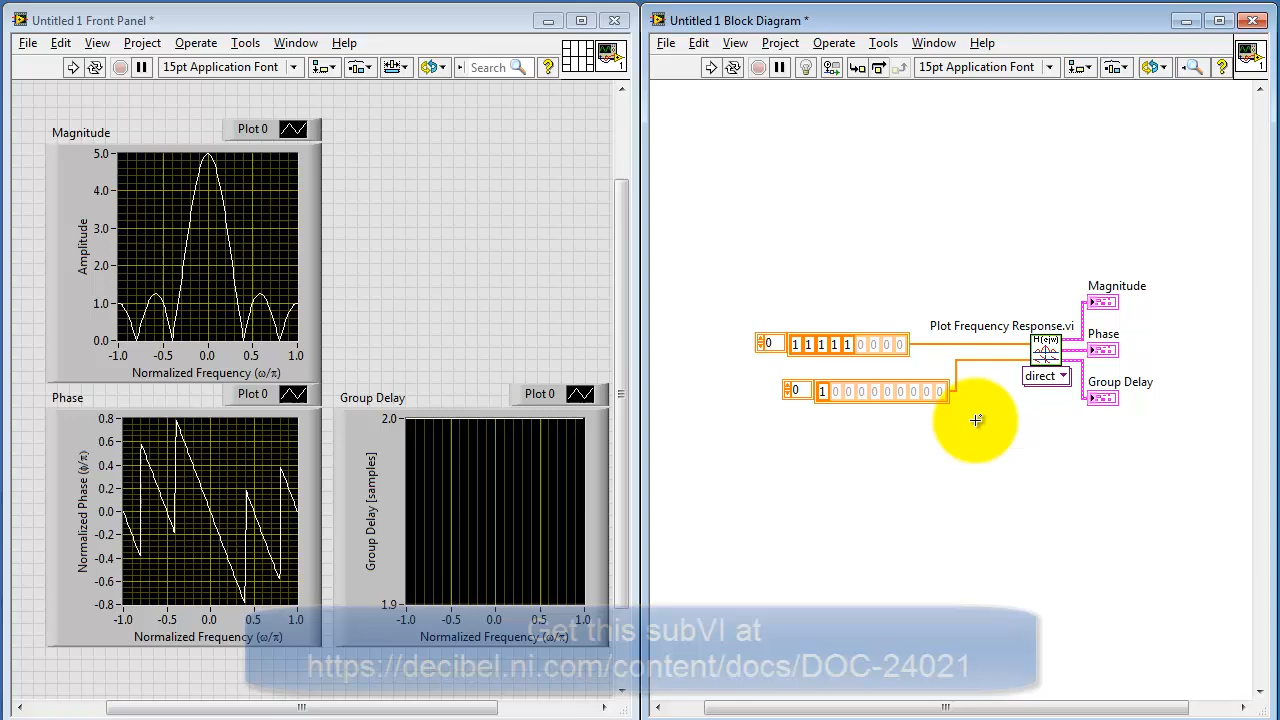 Untitled 1 Front Panel *
File Edit View Project Operate Tools Window Help
15pt Application Font Search ? 1
Magnitude Plot 0
Amplitude
5.0
4.0
3.0
2.0
1.0
0.0
-1.0 -0.5 0.0 0.5 1.0
Normalized Frequency (ω/π)
Phase Plot 0
Normalized Phase (ϕ/π)
0.8
0.6
0.4
0.2
0.0
-0.2
-0.4
-0.6
-0.8
-1.0 -0.5 0.0 0.5 1.0
Normalized Frequency (ω/π)
Group Delay Plot 0
Group Delay [samples]
2.0
1.9
-1.0 -0.5 0.0 0.5 1.0
Normalized Frequency (ω/π)
Untitled 1 Block Diagram *
File Edit View Project Operate Tools Window Help
15pt Application Font ? 1
Magnitude
Plot Frequency Response.vi
Phase
0 1 1 1 1 1 0 0 0 0
H(ejw)
direct
Group Delay
0 1 0 0 0 0 0 0 0 0 0
Get this subVI at
https://decibel.ni.com/content/docs/DOC-24021